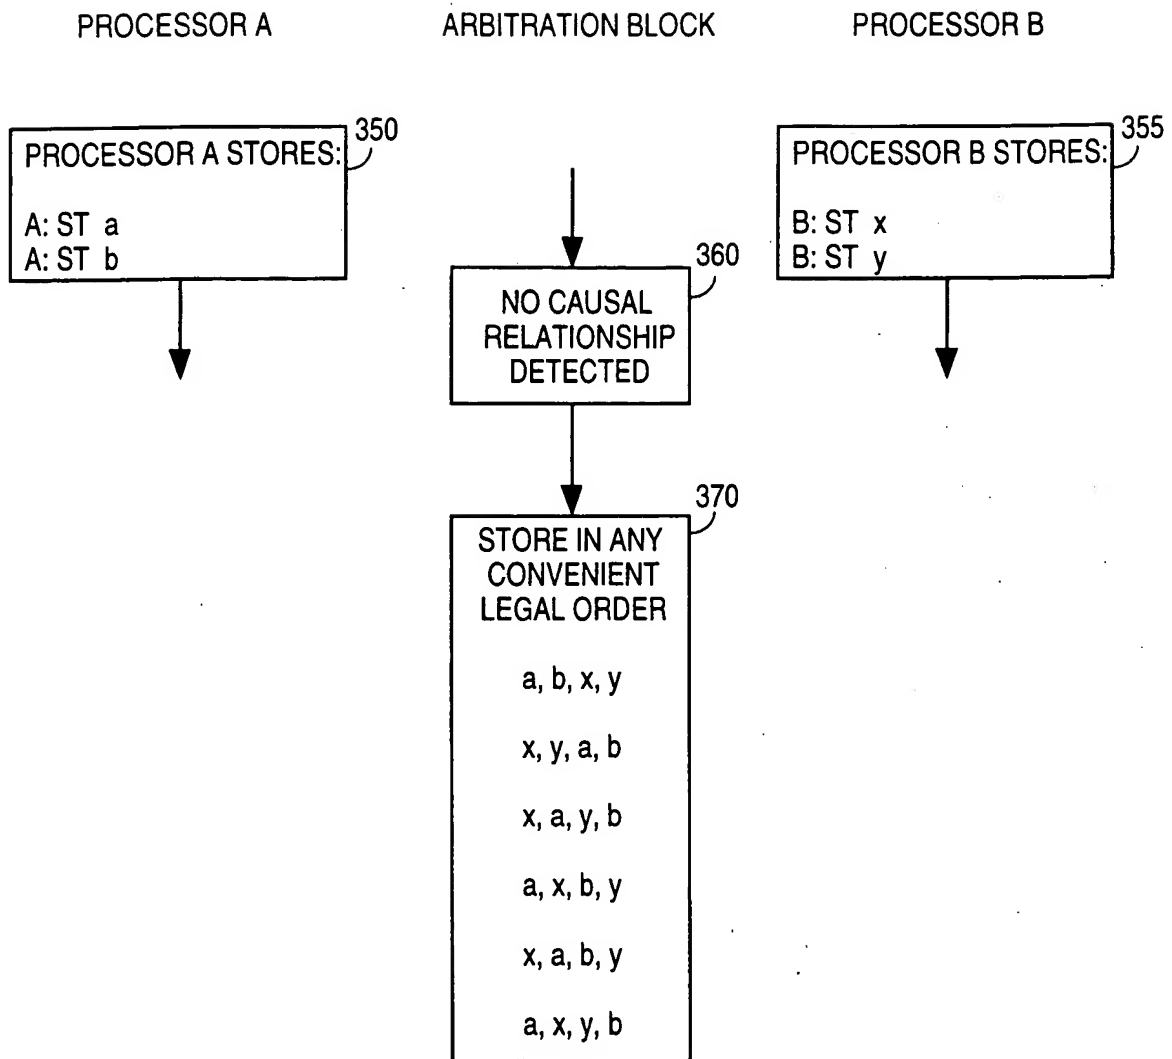 PROCESSOR A
ARBITRATION BLOCK
PROCESSOR B
350
PROCESSOR A STORES:
A: ST a
A: ST b
355
PROCESSOR B STORES:
B: ST x
B: ST y
360
NO CAUSAL
RELATIONSHIP
DETECTED
370
STORE IN ANY
CONVENIENT
LEGAL ORDER
a, b, x, y
x, y, a, b
x, a, y, b
a, x, b, y
x, a, b, y
a, x, y, b